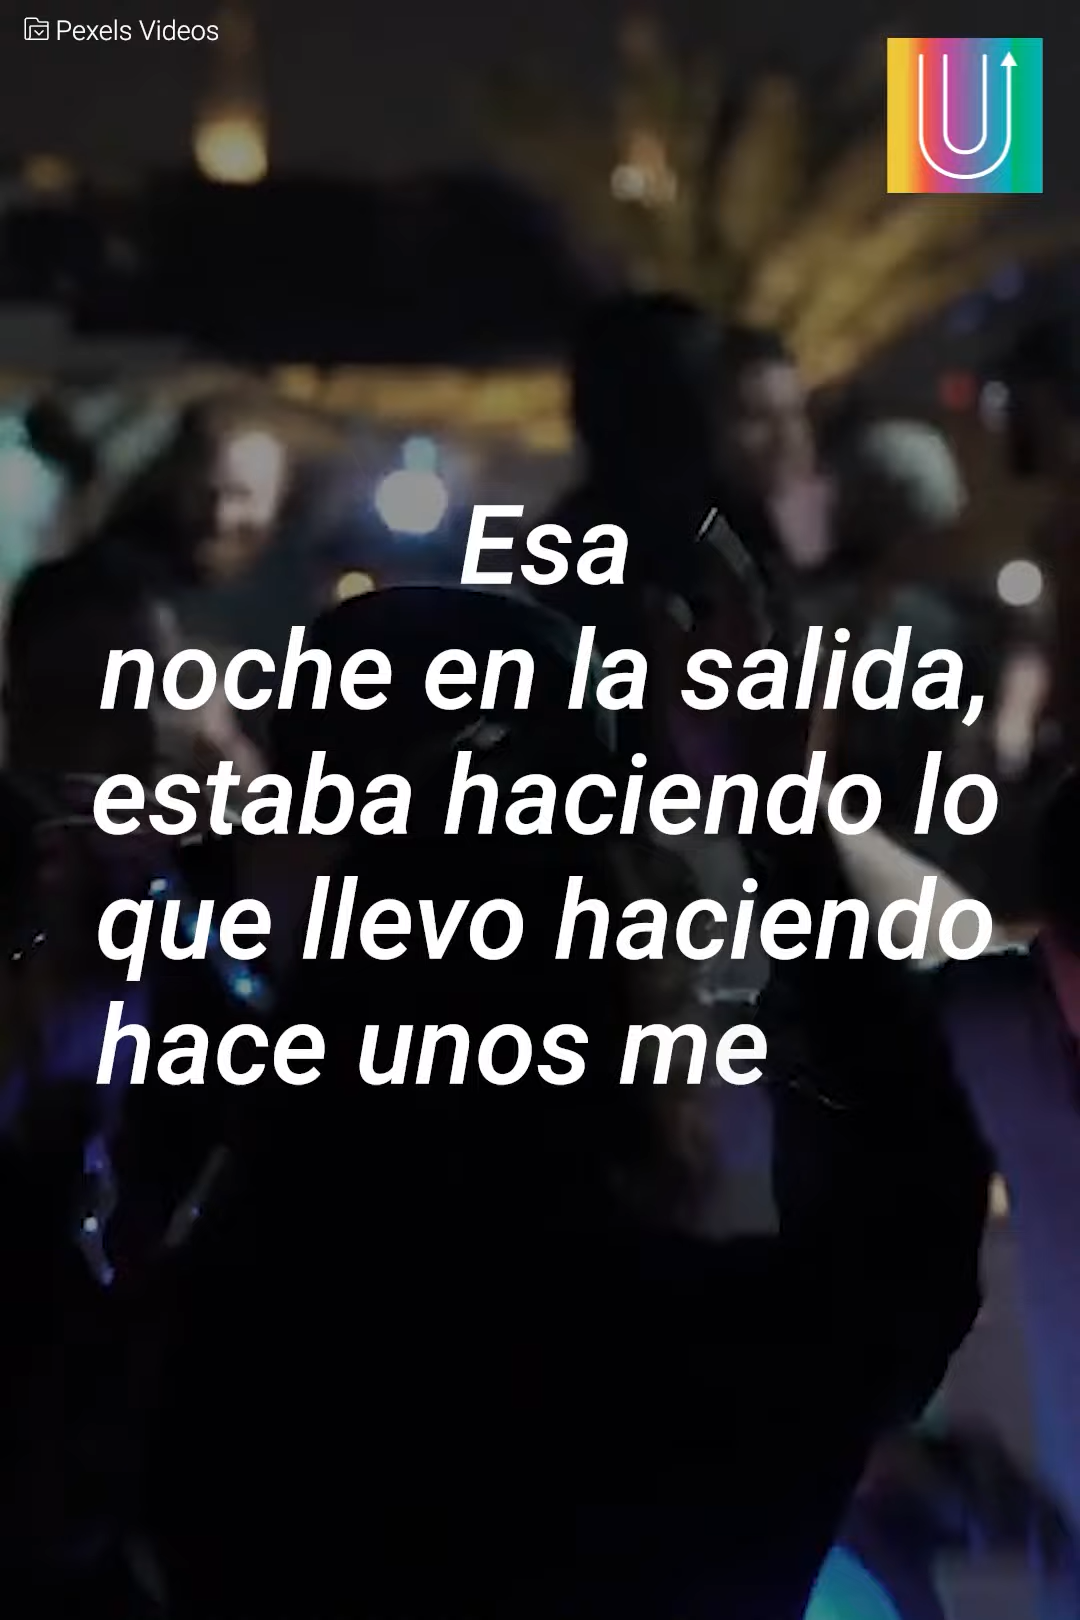 Pexels Videos
U
Esa
noche en la salida,
estaba haciendo lo
que llevo haciendo
hace unos me